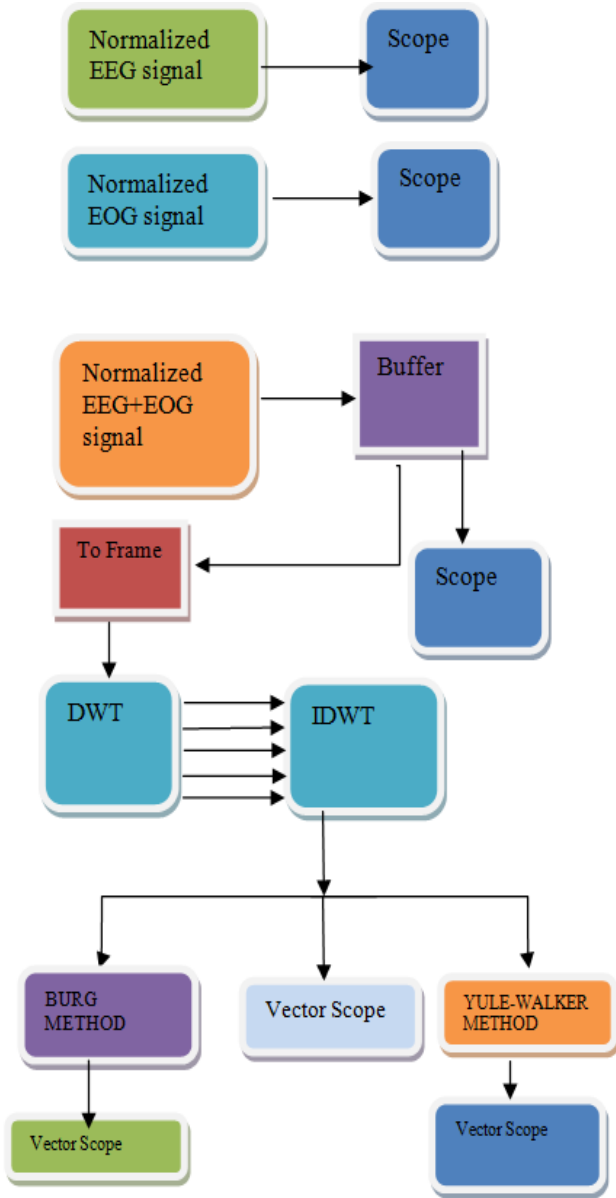 Normalized
EEG signal
Scope
Normalized
EOG signal
Scope
Normalized
EEG+EOG
signal
Buffer
To Frame
Scope
DWT
IDWT
BURG
METHOD
Vector Scope
YULE-WALKER
METHOD
Vector Scope
Vector Scope